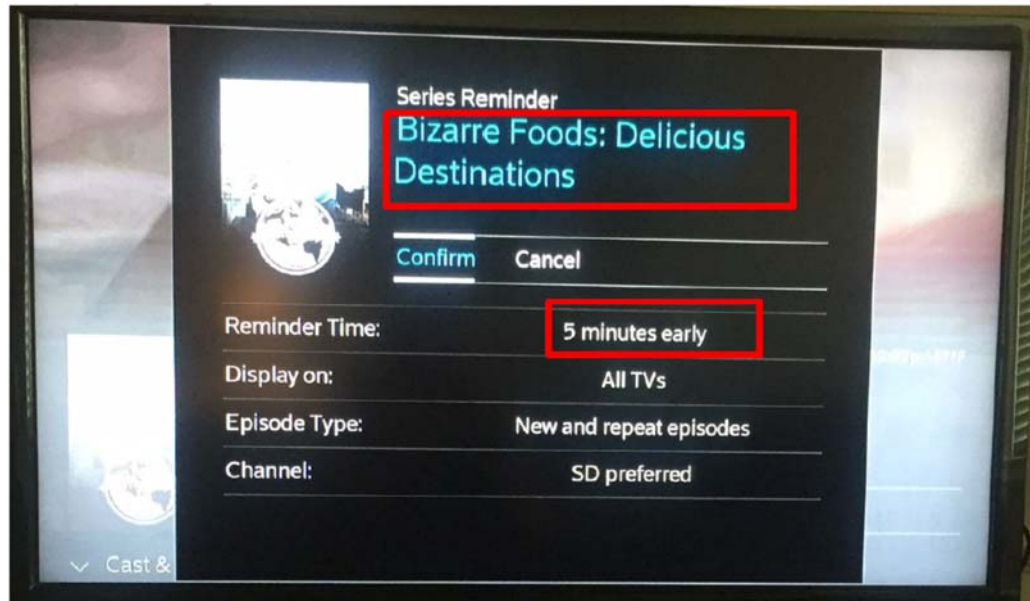 Series Reminder
Bizarre Foods: Delicious
Destinations
Confirm Cancel
Reminder Time: 5 minutes early
Display on: All TVs
Episode Type: New and repeat episodes
Channel: SD preferred
Cast &